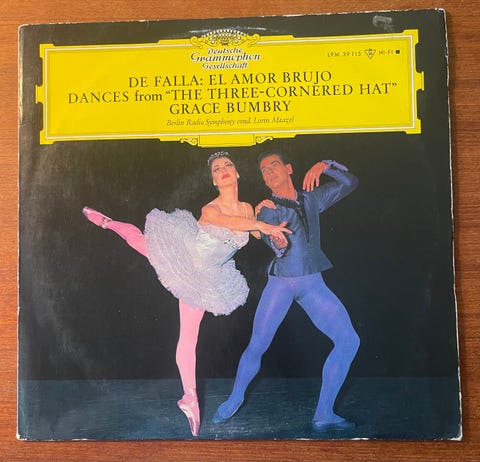 Deutsche
Grammophon
Gesellschaft
LPM 39 115 HI-FI
DE FALLA: EL AMOR BRUJO
DANCES from "THE THREE-CORNERED HAT"
GRACE BUMBRY
Berlin Radio Symphony cond. Lorin Maazel